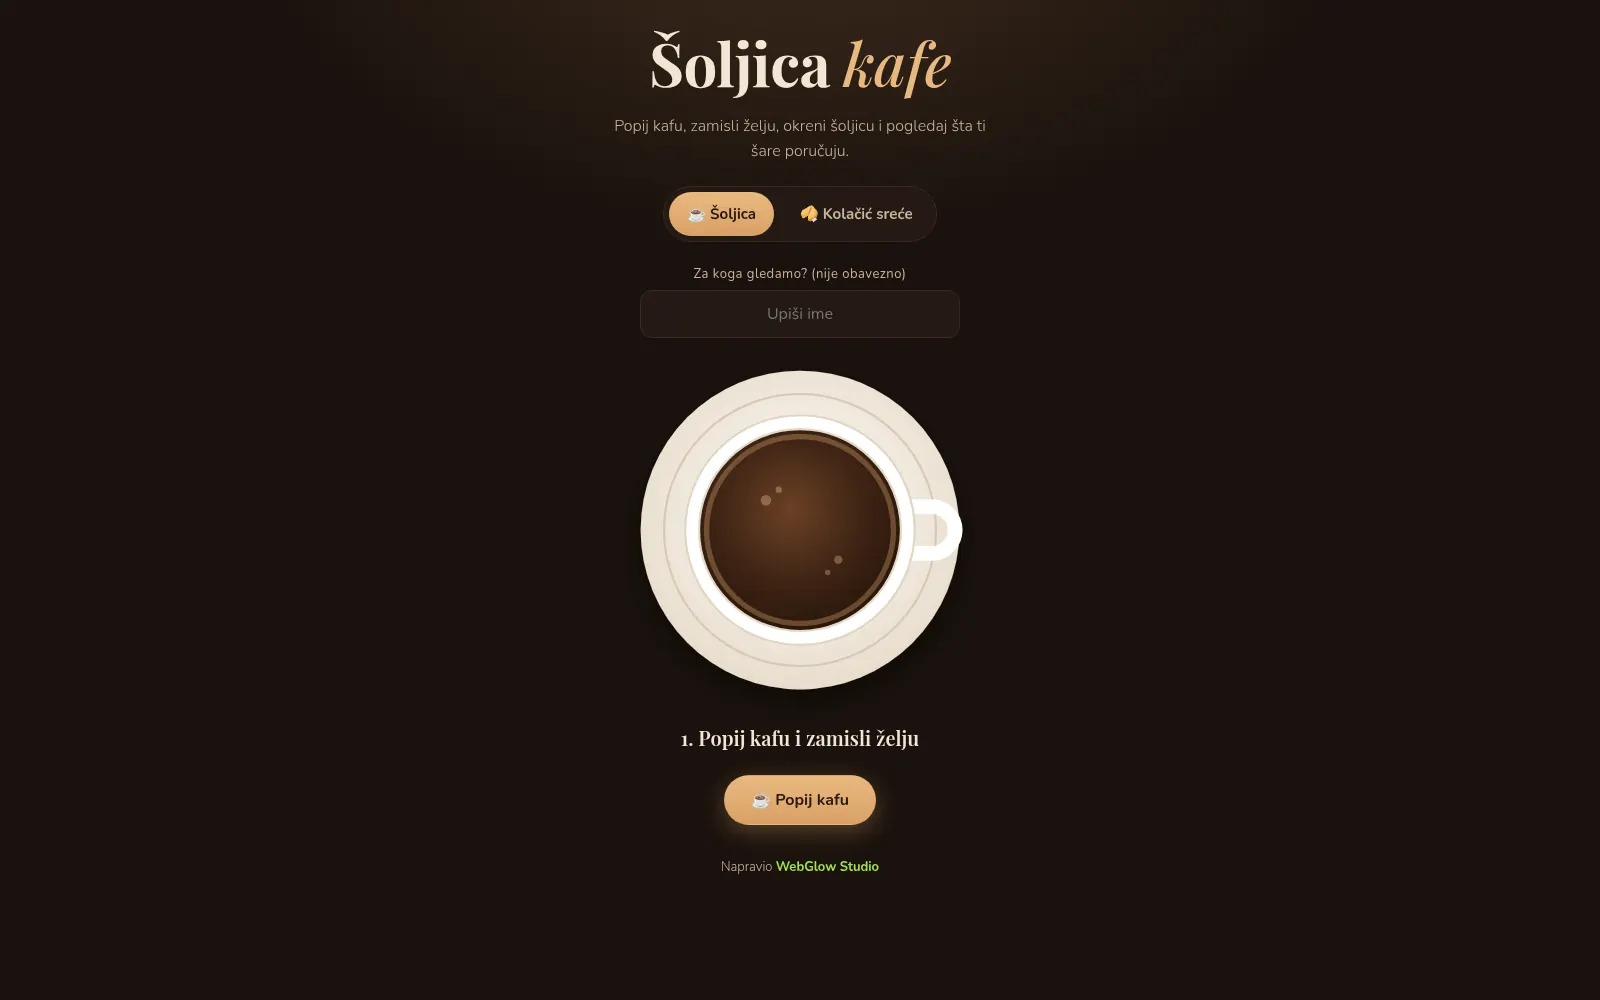 Šoljica kafe
Popij kafu, zamisli želju, okreni šoljicu i pogledaj šta ti
šare poručuju.
☕ Šoljica
🥠 Kolačić sreće
Za koga gledamo? (nije obavezno)
Upiši ime
1. Popij kafu i zamisli želju
☕ Popij kafu
Napravio WebGlow Studio